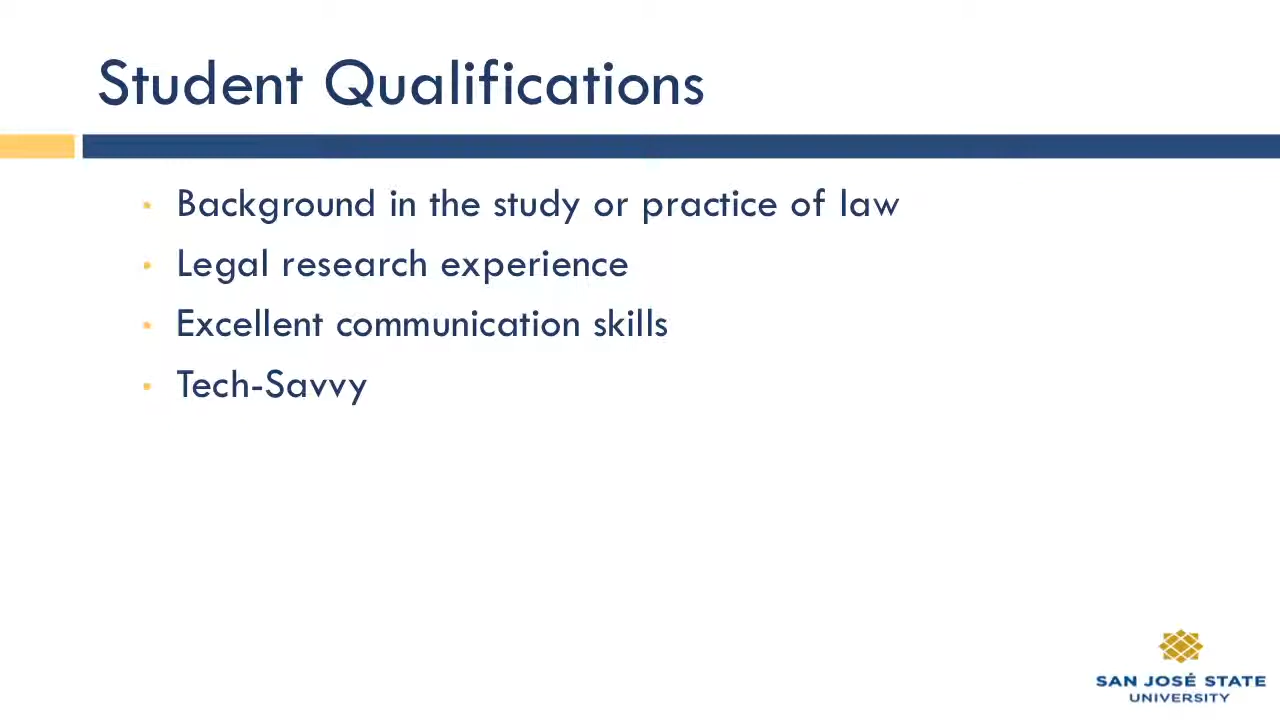 Student Qualifications
• Background in the study or practice of law
• Legal research experience
• Excellent communication skills
• Tech-Savvy
SAN JOSÉ STATE
UNIVERSITY